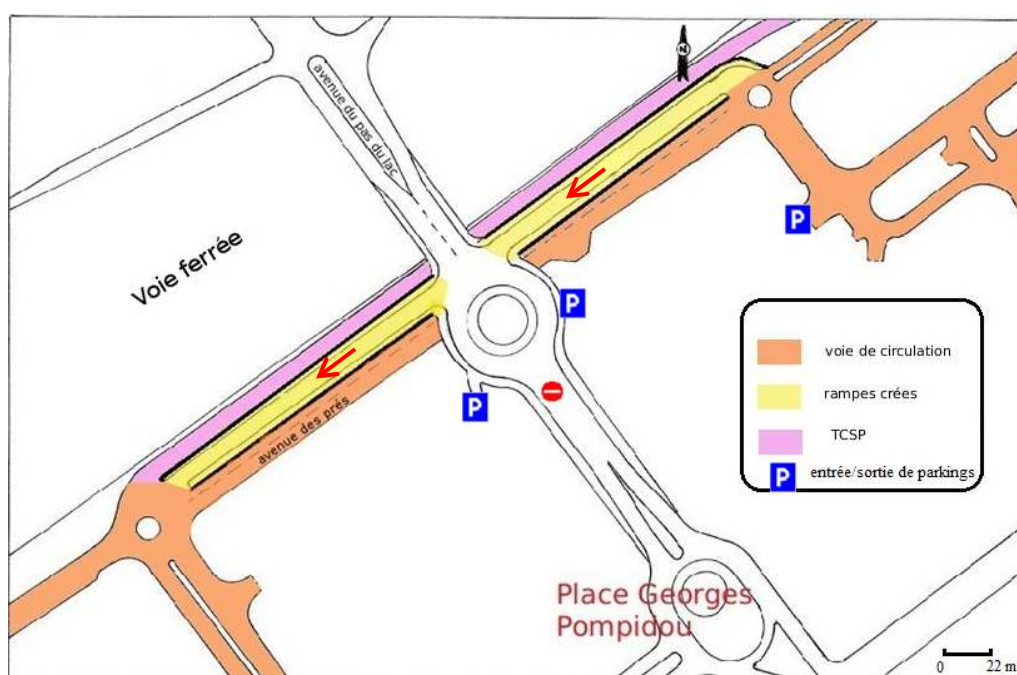 avenue du pas du lac
N
Voie ferrée
P
P
P
avenue des prés
voie de circulation
rampes crées
TCSP
P entrée/sortie de parkings
Place Georges
Pompidou
0 22 m